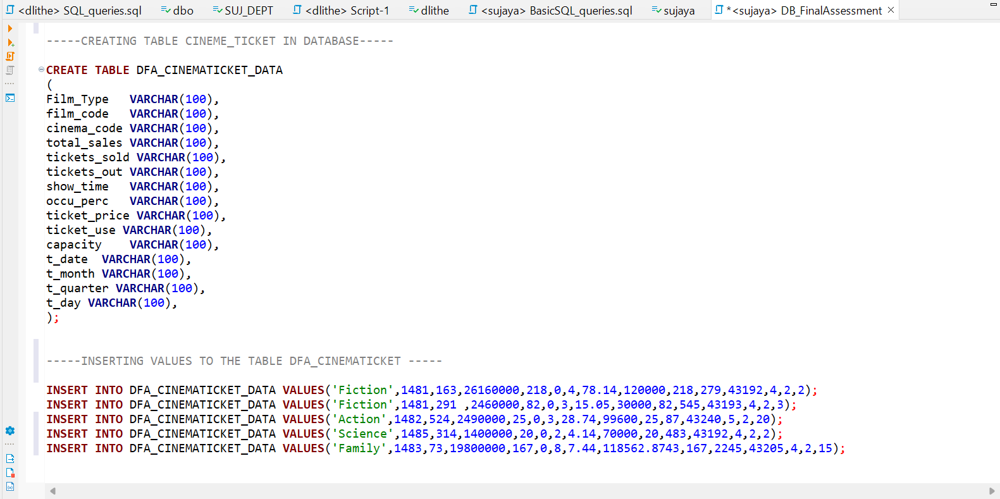 <dlithe> SQL_queries.sql dbo SUJ_DEPT <dlithe> Script-1 dlithe <sujaya> BasicSQL_queries.sql sujaya *<sujaya> DB_FinalAssessment
-----CREATING TABLE CINEME_TICKET IN DATABASE-----
CREATE TABLE DFA_CINEMATICKET_DATA
(
Film_Type   VARCHAR(100),
film_code   VARCHAR(100),
cinema_code VARCHAR(100),
total_sales VARCHAR(100),
tickets_sold VARCHAR(100),
tickets_out VARCHAR(100),
show_time   VARCHAR(100),
occu_perc   VARCHAR(100),
ticket_price VARCHAR(100),
ticket_use VARCHAR(100),
capacity    VARCHAR(100),
t_date  VARCHAR(100),
t_month VARCHAR(100),
t_quarter VARCHAR(100),
t_day VARCHAR(100),
);
-----INSERTING VALUES TO THE TABLE DFA_CINEMATICKET -----
INSERT INTO DFA_CINEMATICKET_DATA VALUES('Fiction',1481,163,26160000,218,0,4,78.14,120000,218,279,43192,4,2,2);
INSERT INTO DFA_CINEMATICKET_DATA VALUES('Fiction',1481,291 ,2460000,82,0,3,15.05,30000,82,545,43193,4,2,3);
INSERT INTO DFA_CINEMATICKET_DATA VALUES('Action',1482,524,2490000,25,0,3,28.74,99600,25,87,43240,5,2,20);
INSERT INTO DFA_CINEMATICKET_DATA VALUES('Science',1485,314,1400000,20,0,2,4.14,70000,20,483,43192,4,2,2);
INSERT INTO DFA_CINEMATICKET_DATA VALUES('Family',1483,73,19800000,167,0,8,7.44,118562.8743,167,2245,43205,4,2,15);